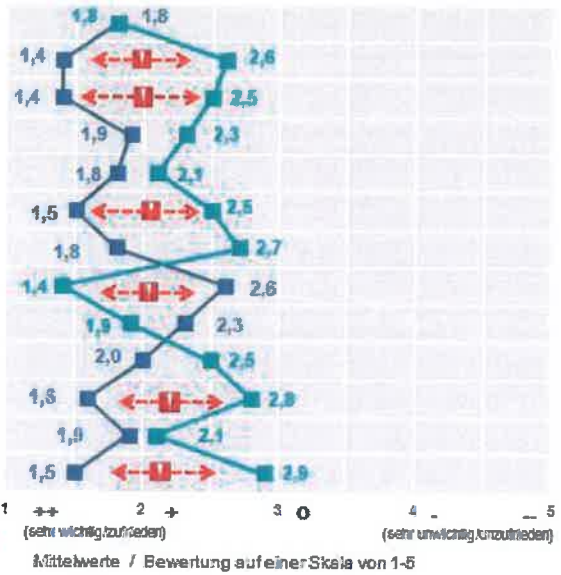 1,8 1,8
1,4 ! 2,6
1,4 ! 2,5
1,9 2,3
1,8 2,1
1,5 ! 2,5
1,8 2,7
1,4 ! 2,6
1,9 2,3
2,0 2,5
1,6 ! 2,8
1,9 2,1
1,5 ! 2,9
1 ++ 2 + 3 o 4 - -- 5
(sehr wichtig/zufrieden) (sehr unwichtig/unzufrieden)
Mittelwerte / Bewertung auf einer Skala von 1-5